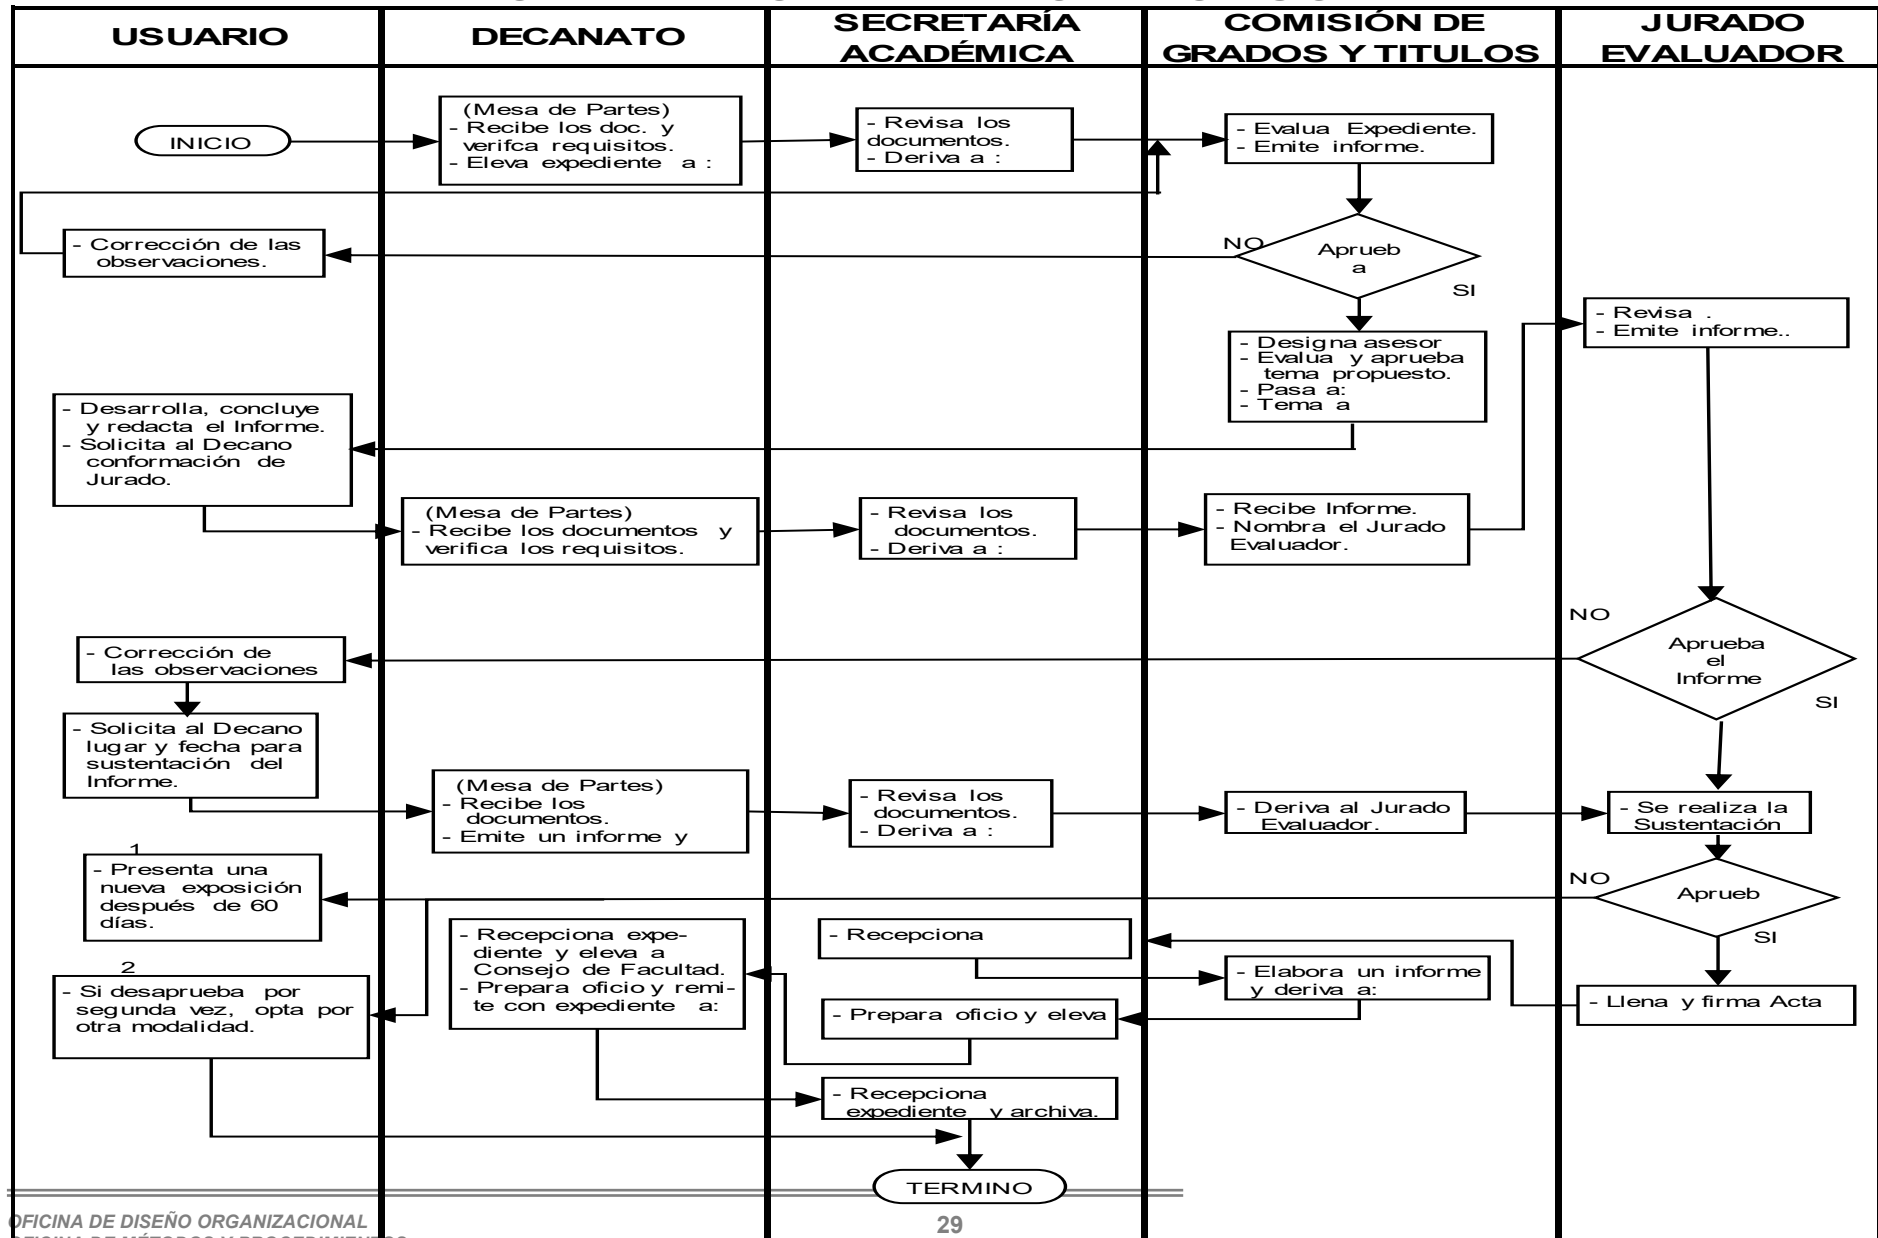 USUARIO
DECANATO
SECRETARÍA
ACADÉMICA
COMISIÓN DE
GRADOS Y TITULOS
JURADO
EVALUADOR
INICIO
(Mesa de Partes)
- Recibe los doc. y
verifca requisitos.
- Eleva expediente a :
- Revisa los
documentos.
- Deriva a :
- Evalua Expediente.
- Emite informe.
- Corrección de las
observaciones.
NO
Aprueb
a
SI
- Revisa .
- Emite informe..
- Designa asesor
- Evalua y aprueba
tema propuesto.
- Pasa a:
- Tema a
- Desarrolla, concluye
y redacta el Informe.
- Solicita al Decano
conformación de
Jurado.
(Mesa de Partes)
- Recibe los documentos y
verifica los requisitos.
- Revisa los
documentos.
- Deriva a :
- Recibe Informe.
- Nombra el Jurado
Evaluador.
NO
Aprueba
el
Informe
SI
- Corrección de
las observaciones
- Solicita al Decano
lugar y fecha para
sustentación del
Informe.
(Mesa de Partes)
- Recibe los
documentos.
- Emite un informe y
- Revisa los
documentos.
- Deriva a :
- Deriva al Jurado
Evaluador.
- Se realiza la
Sustentación
1
- Presenta una
nueva exposición
después de 60
días.
NO
Aprueb
SI
- Recepciona expe-
diente y eleva a
Consejo de Facultad.
- Prepara oficio y remi-
te con expediente a:
- Recepciona
- Elabora un informe
y deriva a:
- Llena y firma Acta
2
- Si desaprueba por
segunda vez, opta por
otra modalidad.
- Prepara oficio y eleva
- Recepciona
expediente y archiva.
TERMINO
OFICINA DE DISEÑO ORGANIZACIONAL
29
OFICINA DE MÉTODOS Y PROCEDIMIENTOS